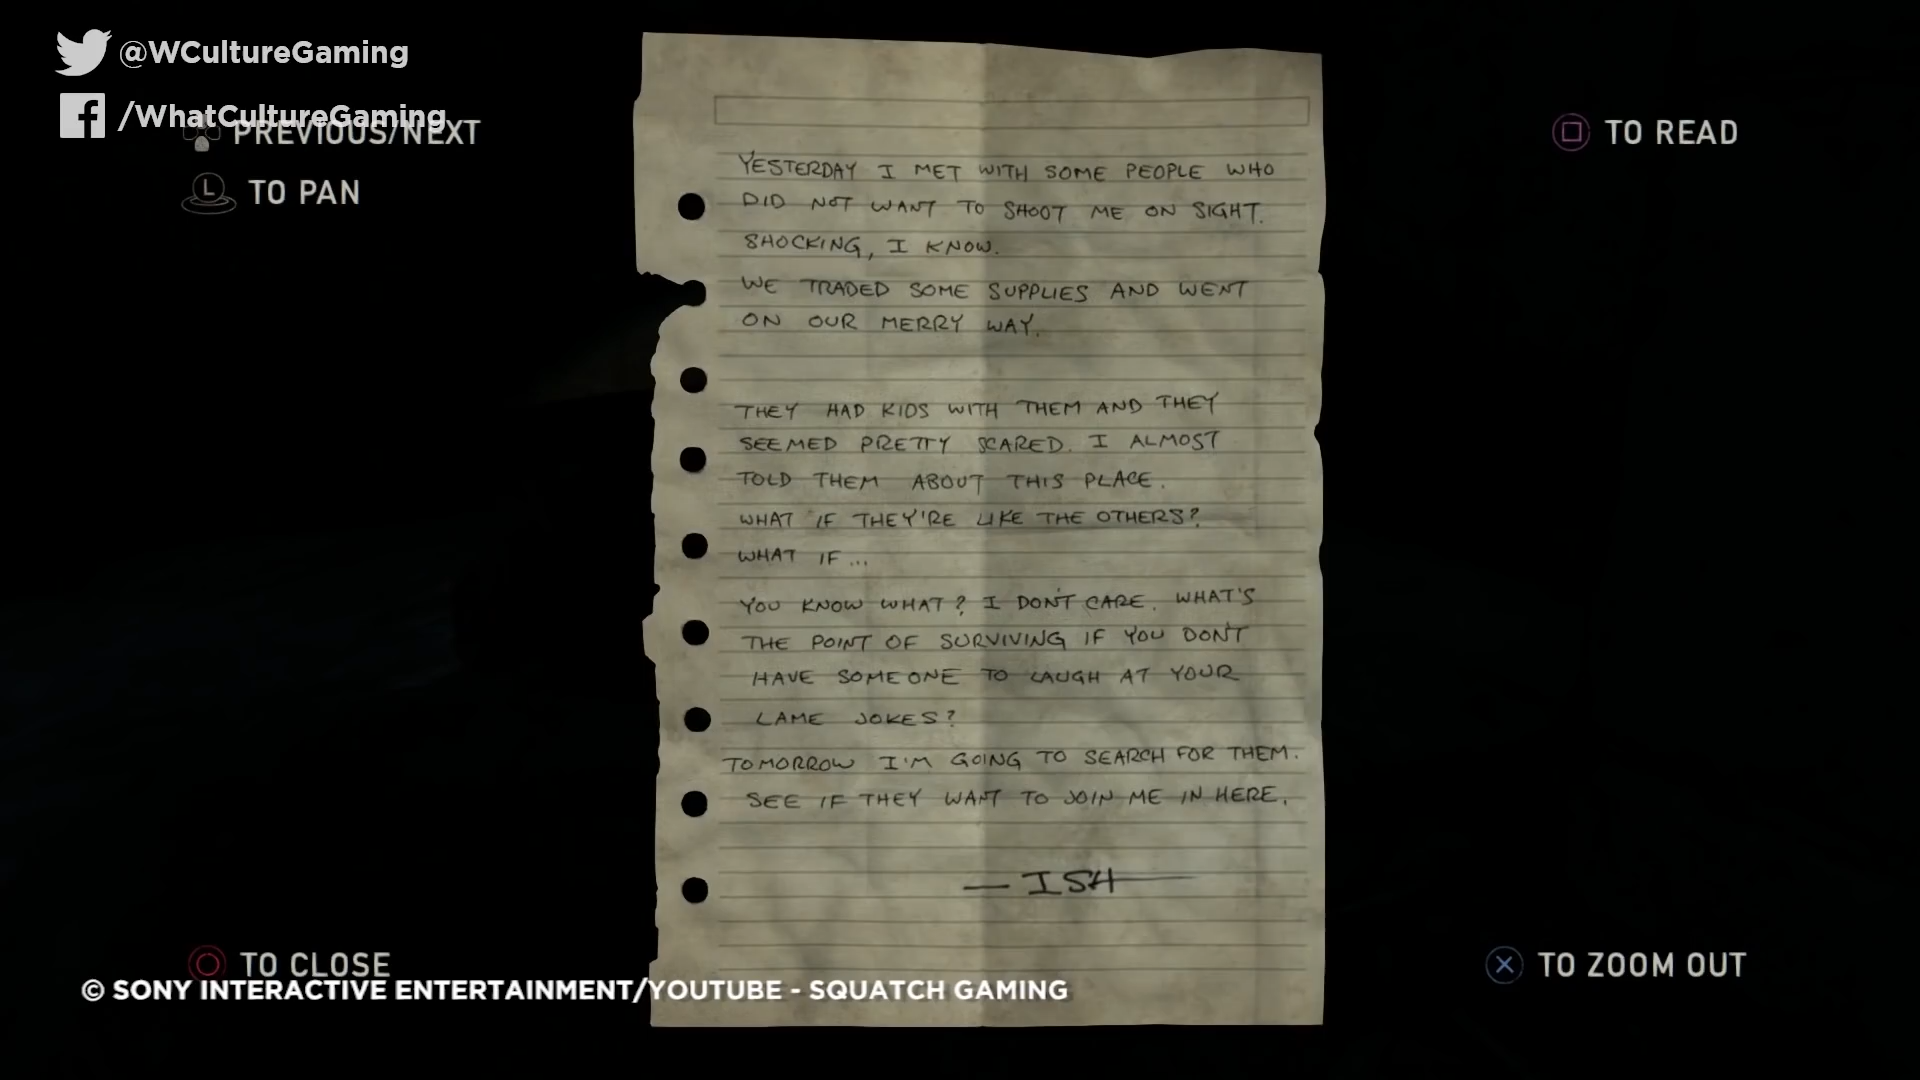 @WCultureGaming
/WhatCultureGaming
PREVIOUS/NEXT
L TO PAN
TO READ
YESTERDAY I MET WITH SOME PEOPLE WHO
DID NOT WANT TO SHOOT ME ON SIGHT.
SHOCKING, I KNOW.
WE TRADED SOME SUPPLIES AND WENT
ON OUR MERRY WAY.
THEY HAD KIDS WITH THEM AND THEY
SEEMED PRETTY SCARED. I ALMOST
TOLD THEM ABOUT THIS PLACE.
WHAT IF THEY'RE LIKE THE OTHERS?
WHAT IF...
YOU KNOW WHAT? I DON'T CARE. WHAT'S
THE POINT OF SURVIVING IF YOU DON'T
HAVE SOMEONE TO LAUGH AT YOUR
LAME JOKES?
TOMORROW I'M GOING TO SEARCH FOR THEM.
SEE IF THEY WANT TO JOIN ME IN HERE.
— ISH
TO CLOSE
TO ZOOM OUT
© SONY INTERACTIVE ENTERTAINMENT/YOUTUBE - SQUATCH GAMING